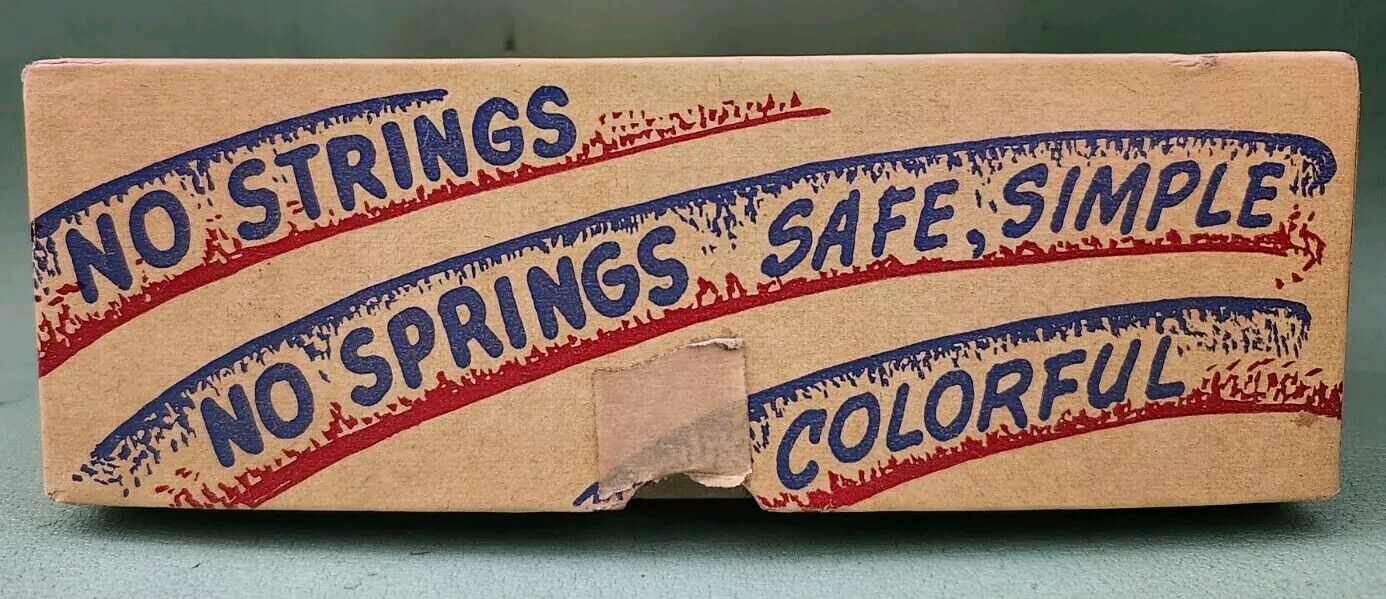 NO STRINGS
NO SPRINGS SAFE, SIMPLE
COLORFUL